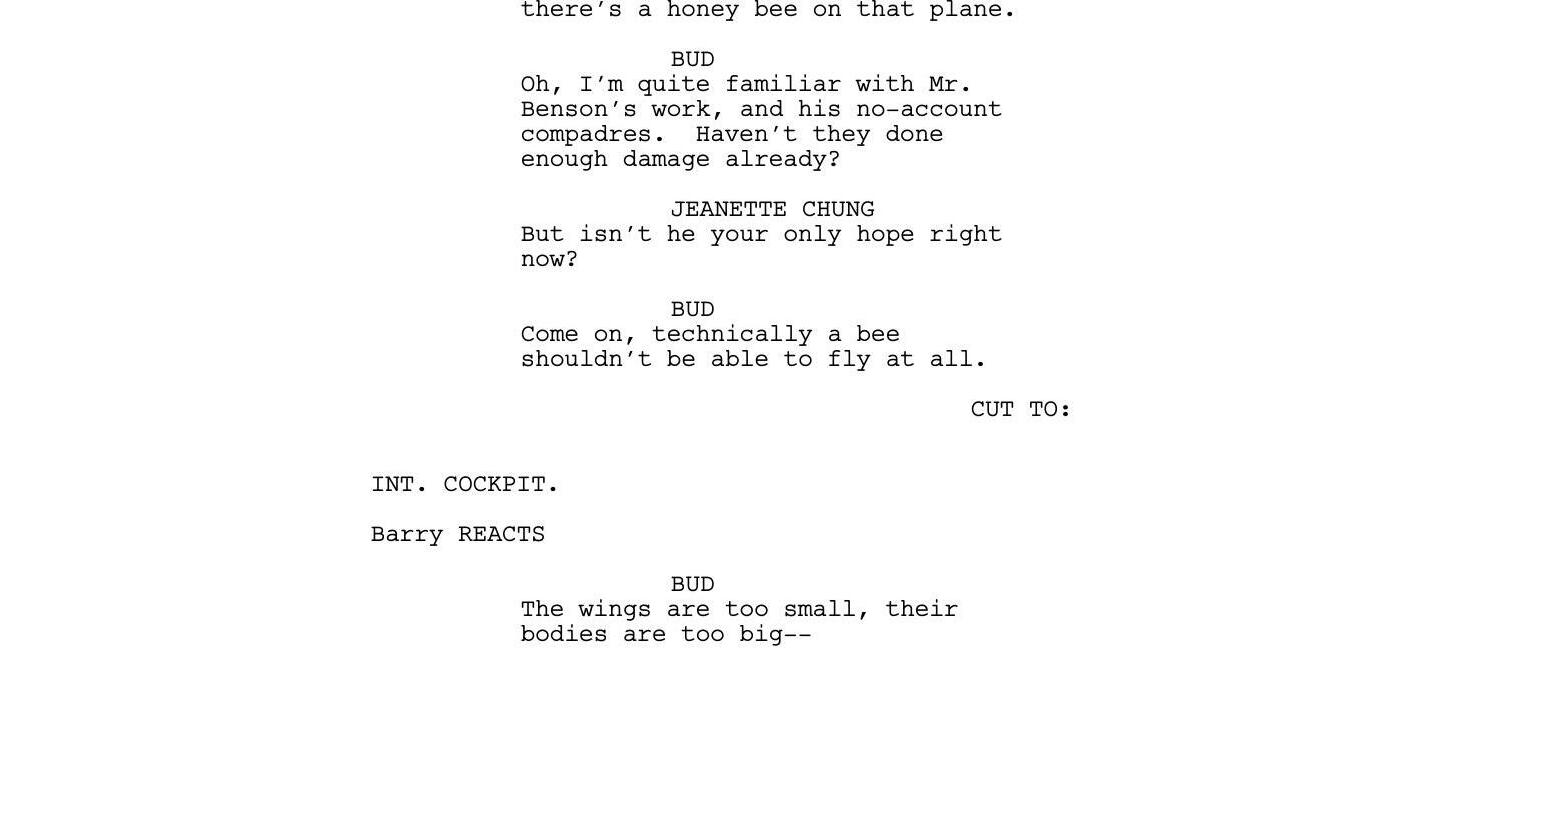 there's a honey bee on that plane.
BUD
Oh, I'm quite familiar with Mr.
Benson's work, and his no-account
compadres.  Haven't they done
enough damage already?
JEANETTE CHUNG
But isn't he your only hope right
now?
BUD
Come on, technically a bee
shouldn't be able to fly at all.
CUT TO:
INT. COCKPIT.
Barry REACTS
BUD
The wings are too small, their
bodies are too big--